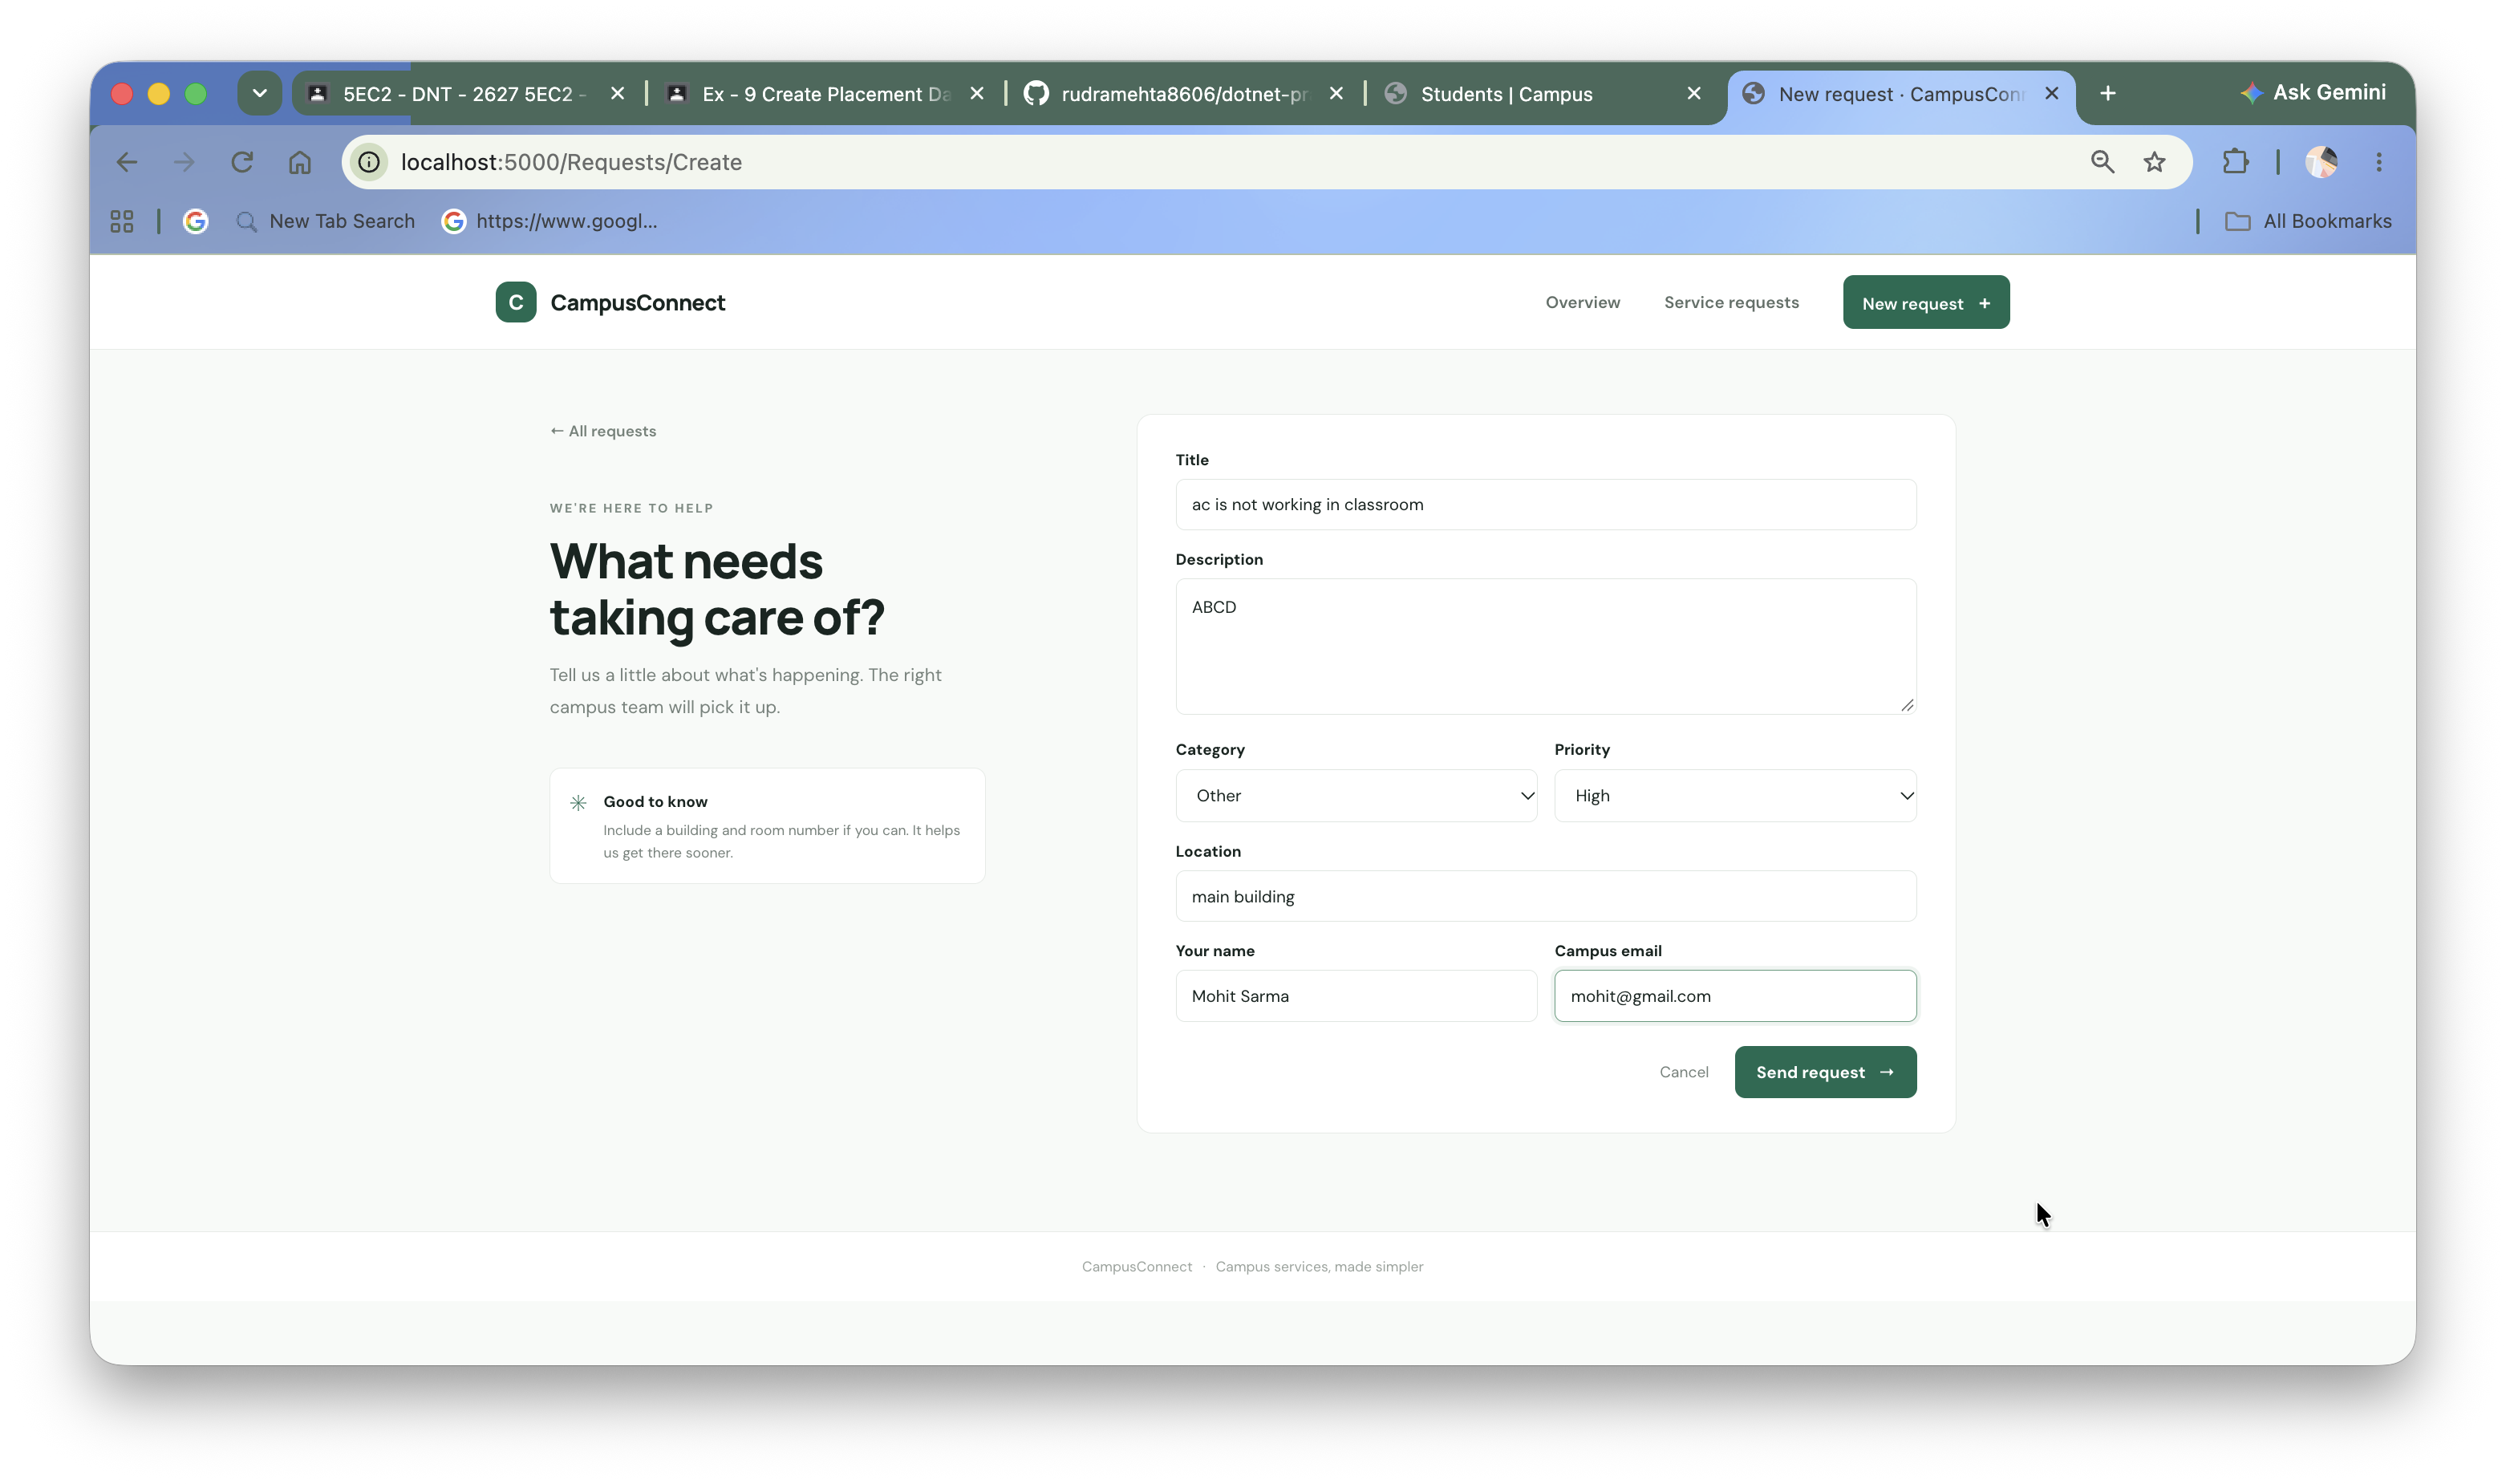 5EC2 - DNT - 2627 5EC2 -
Ex - 9 Create Placement Da
rudramehta8606/dotnet-pr
Students | Campus
New request · CampusCon
Ask Gemini
localhost:5000/Requests/Create
New Tab Search
https://www.googl...
All Bookmarks
C
CampusConnect
Overview
Service requests
New request +
← All requests
WE'RE HERE TO HELP
What needs
taking care of?
Tell us a little about what's happening. The right
campus team will pick it up.
Good to know
Include a building and room number if you can. It helps
us get there sooner.
Title
ac is not working in classroom
Description
ABCD
Category
Priority
Other
High
Location
main building
Your name
Campus email
Mohit Sarma
mohit@gmail.com
Cancel
Send request →
CampusConnect · Campus services, made simpler